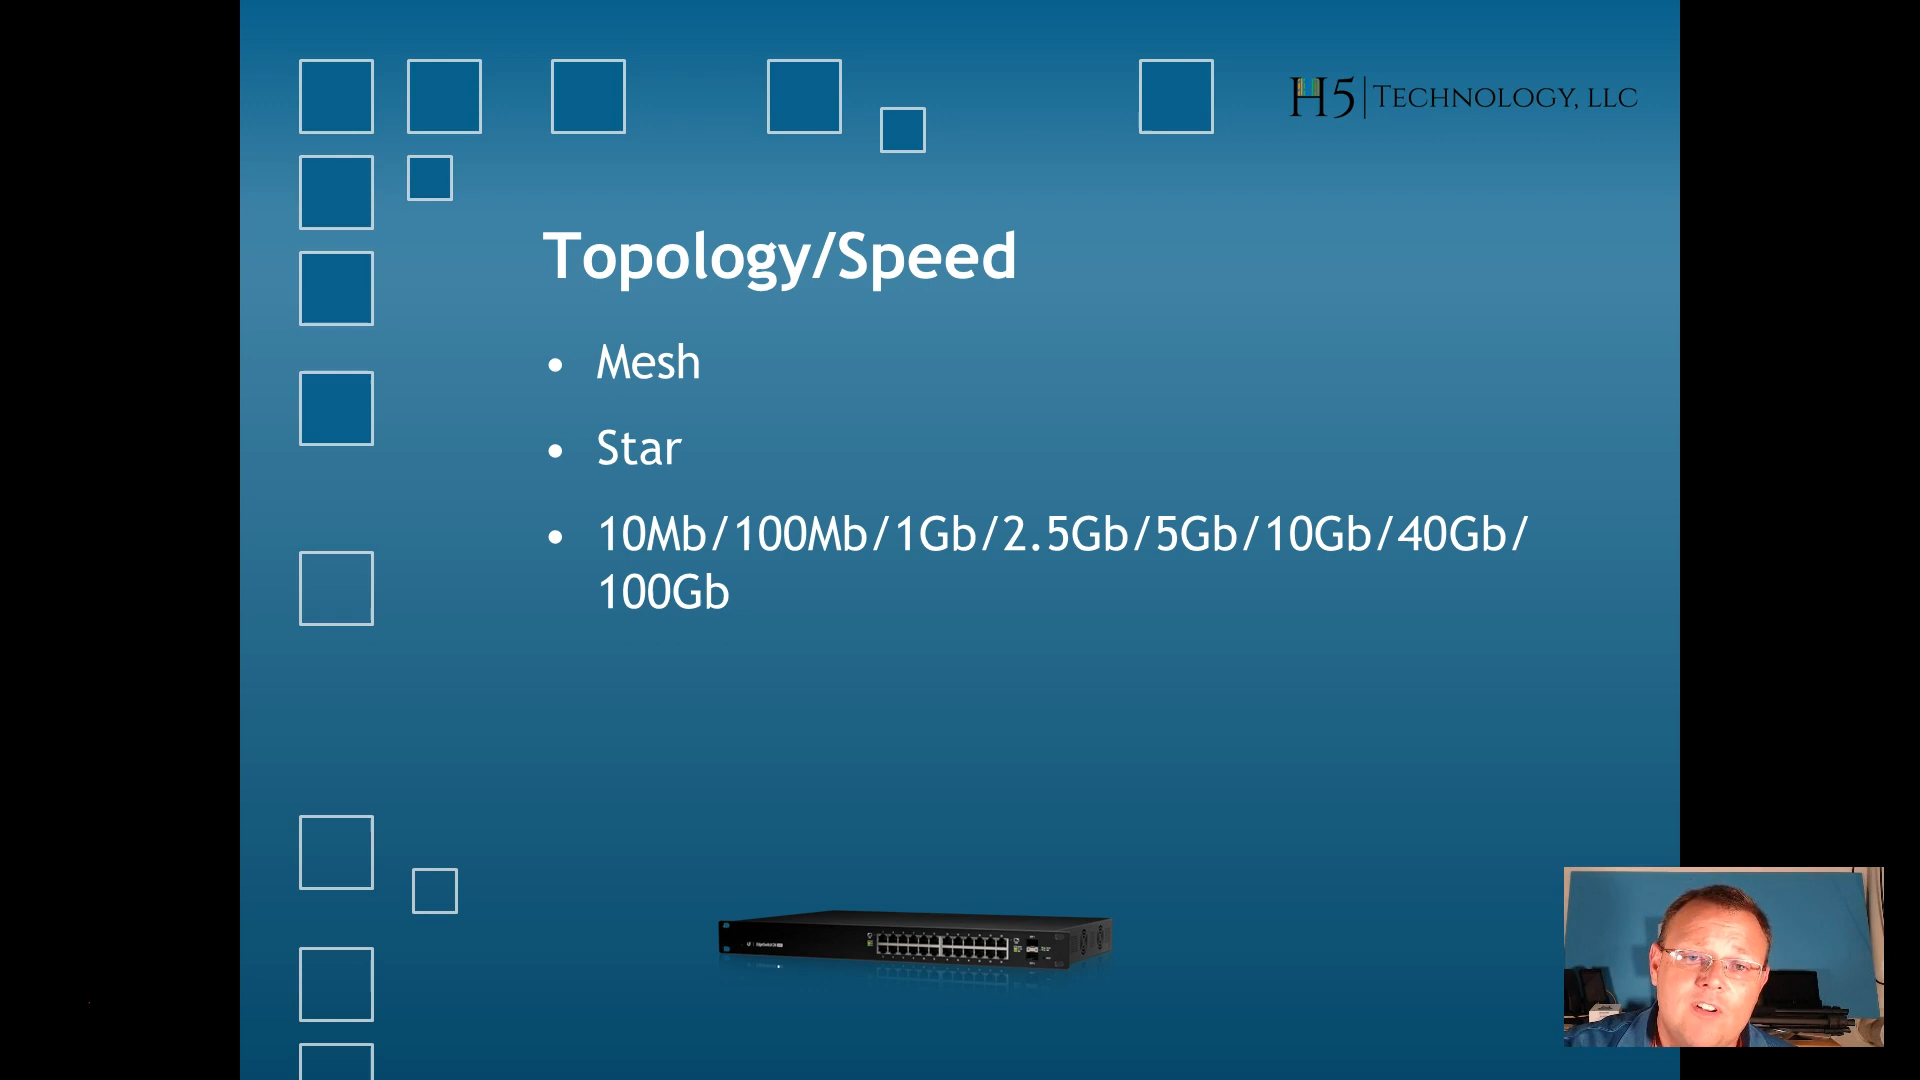 H5 TECHNOLOGY, LLC
Topology/Speed
• Mesh
• Star
• 10Mb/100Mb/1Gb/2.5Gb/5Gb/10Gb/40Gb/
100Gb